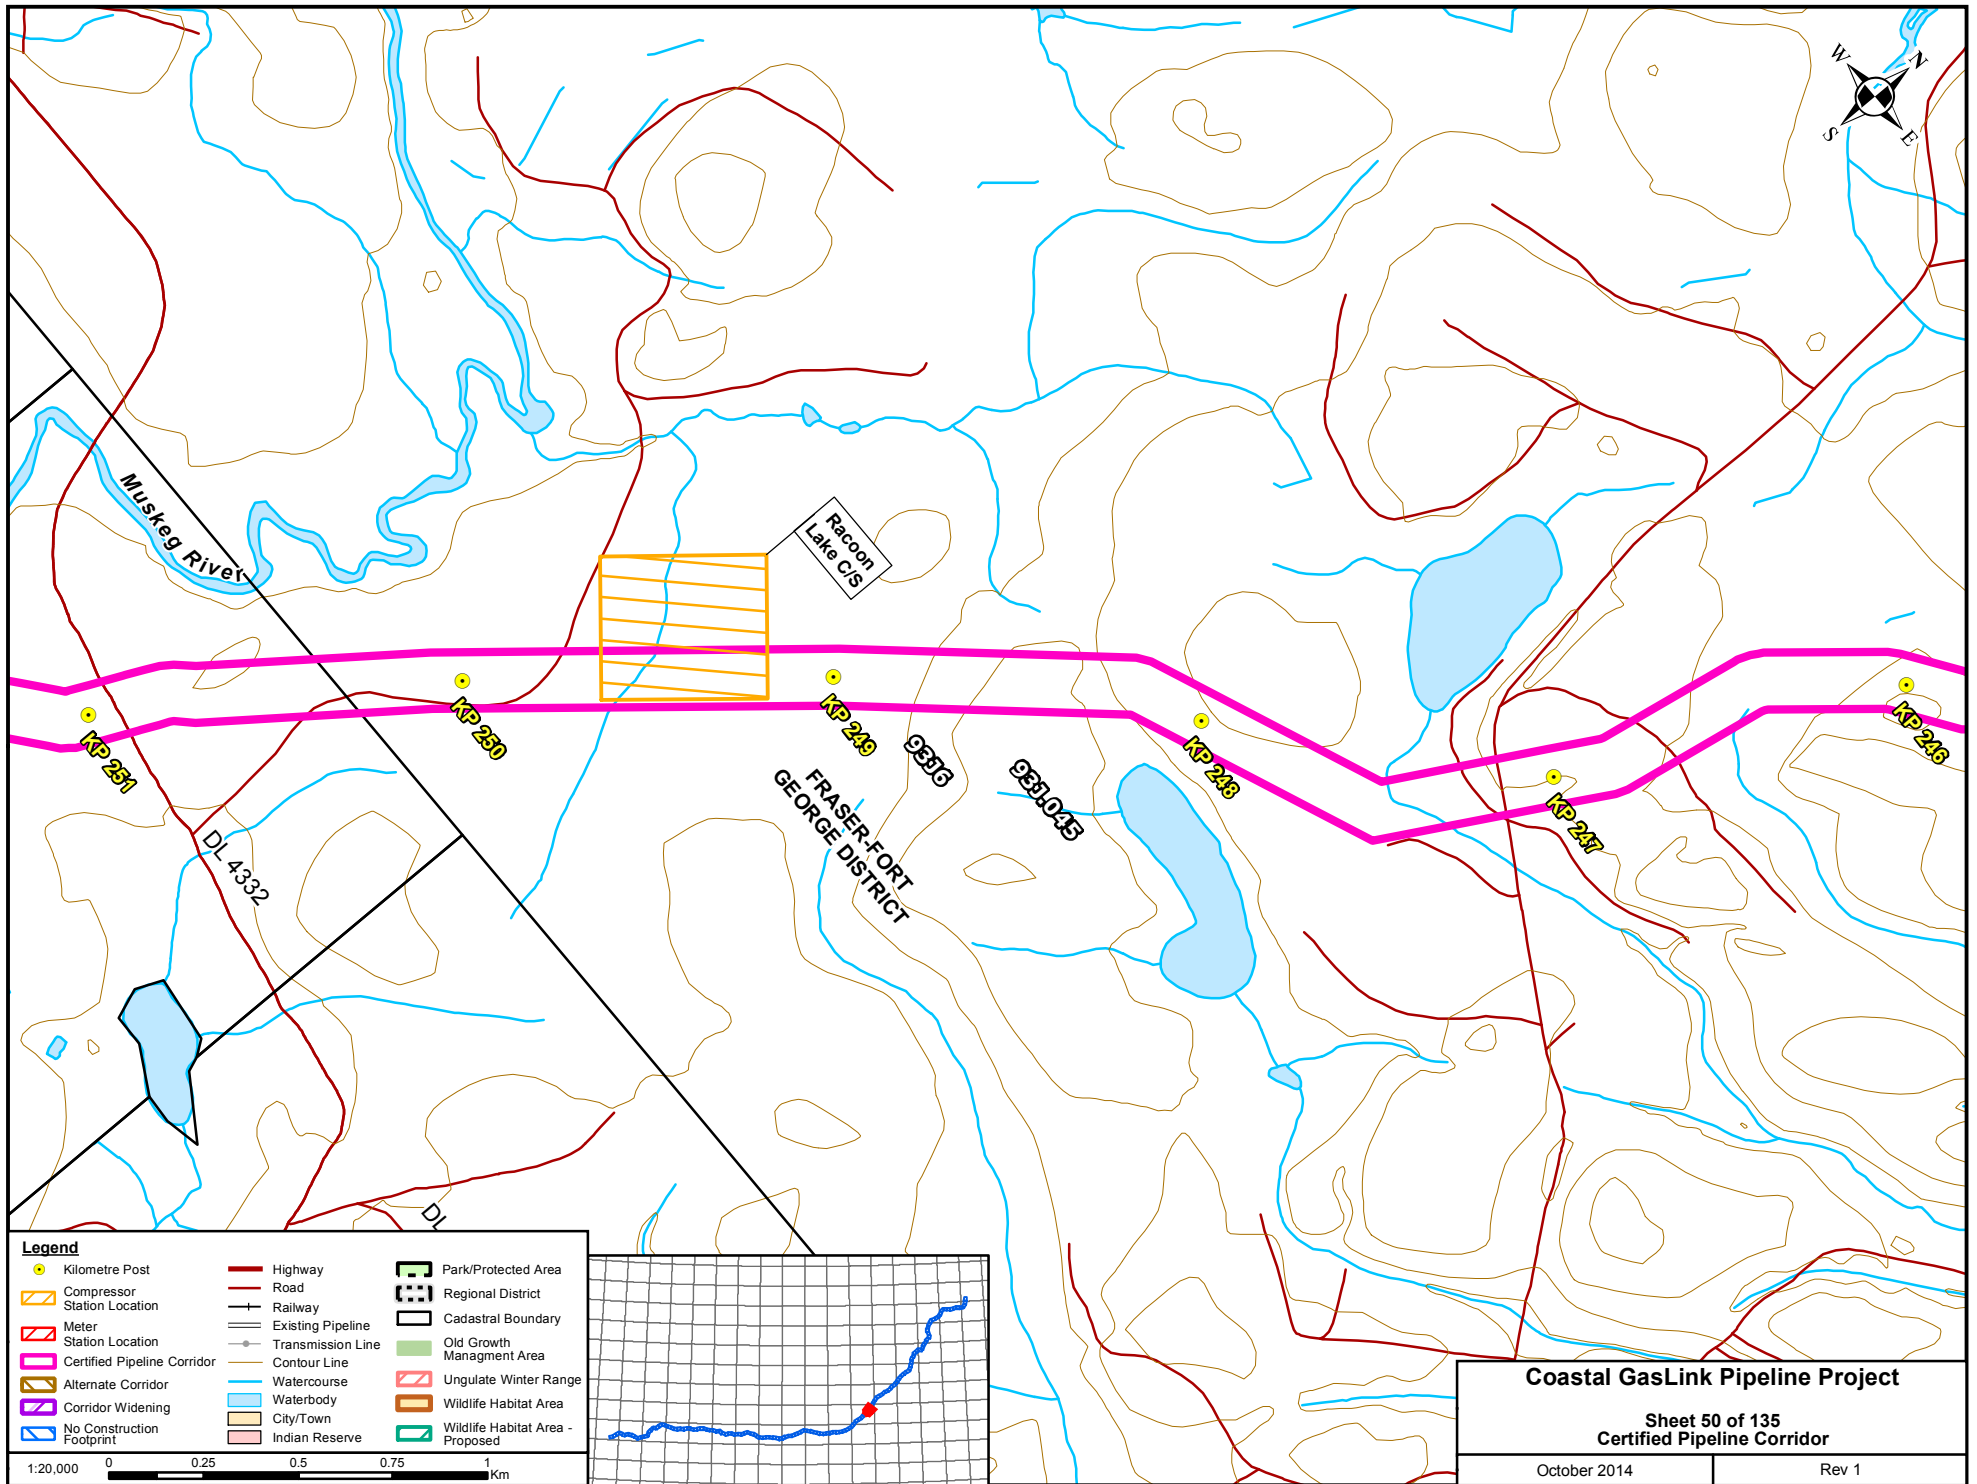 W
N
S
E
Muskeg River
Racoon
Lake C/S
KP 251
KP 250
KP 249
KP 248
KP 247
KP 246
93J6
93J.045
FRASER-FORT
GEORGE DISTRICT
DL 4332
DL
Legend
Kilometre Post
Compressor
Station Location
Meter
Station Location
Certified Pipeline Corridor
Alternate Corridor
Corridor Widening
No Construction
Footprint
Highway
Road
Railway
Existing Pipeline
Transmission Line
Contour Line
Watercourse
Waterbody
City/Town
Indian Reserve
Park/Protected Area
Regional District
Cadastral Boundary
Old Growth
Managment Area
Ungulate Winter Range
Wildlife Habitat Area
Wildlife Habitat Area -
Proposed
1:20,000
0 0.25 0.5 0.75 1
Km
Coastal GasLink Pipeline Project
Sheet 50 of 135
Certified Pipeline Corridor
October 2014
Rev 1